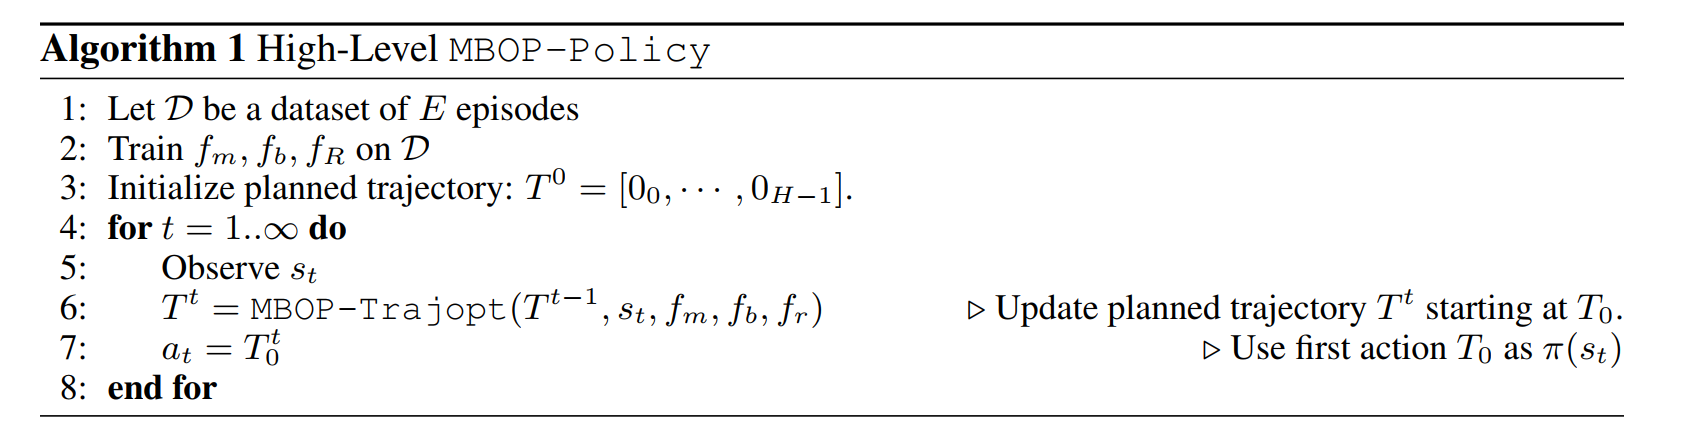 Algorithm 1 High-Level MBOP-Policy
1: Let $\mathcal{D}$ be a dataset of $E$ episodes
2: Train $f_m, f_b, f_R$ on $\mathcal{D}$
3: Initialize planned trajectory: $T^0 = [0_0, \cdots, 0_{H-1}]$.
4: for $t = 1..\infty$ do
5: Observe $s_t$
6: $T^t = $ MBOP-Trajopt$(T^{t-1}, s_t, f_m, f_b, f_r)$ ▷ Update planned trajectory $T^t$ starting at $T_0$.
7: $a_t = T_0^t$ ▷ Use first action $T_0$ as $\pi(s_t)$
8: end for